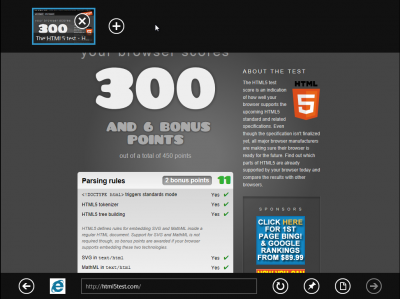 300
The HTML5 test - H...
your browser scores
300
AND 6 BONUS
POINTS
out of a total of 450 points
Parsing rules 2 bonus points 11
<!DOCTYPE html> triggers standards mode Yes ✔
HTML5 tokenizer Yes ✔
HTML5 tree building Yes ✔
HTML5 defines rules for embedding SVG and MathML inside a
regular HTML document. Support for SVG and MathML is not
required though, so bonus points are awarded if your browser
supports embedding these two technologies.
SVG in text/html Yes ✔
MathML in text/html Yes ✔
ABOUT THE TEST
HTML
5
The HTML5 test
score is an indication
of how well your
browser supports the
upcoming HTML5
standard and related
specifications. Even
though the specification isn't finalized
yet, all major browser manufacturers
are making sure their browser is
ready for the future. Find out which
parts of HTML5 are already
supported by your browser today and
compare the results with other
browsers.
SPONSORS
CLICK HERE
FOR 1ST
PAGE BING!
& GOOGLE
RANKINGS
FROM $89.99
NOW YOU CAN
http://html5test.com/